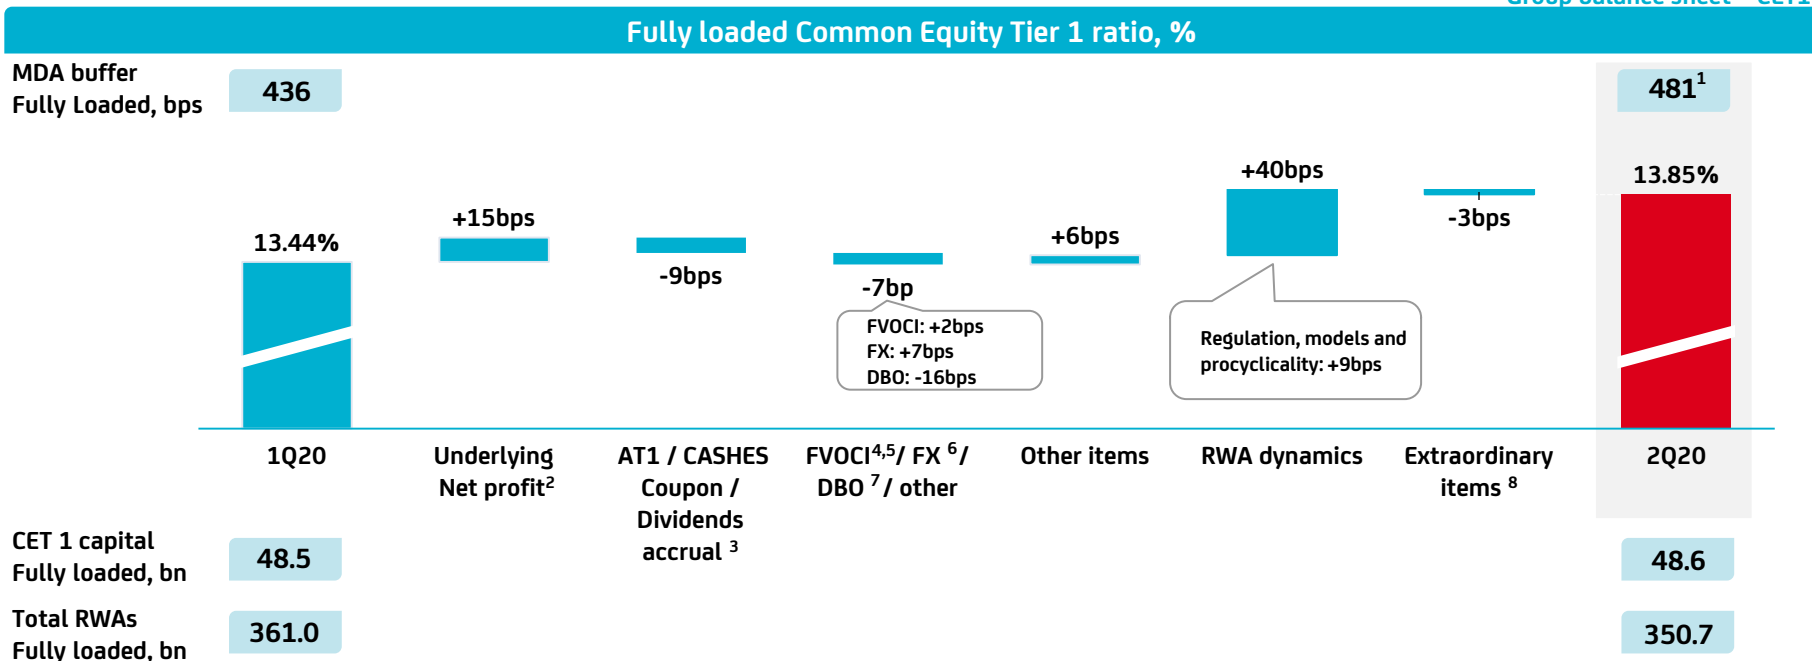 Group balance sheet – CET1
Fully loaded Common Equity Tier 1 ratio, %
MDA buffer
Fully Loaded, bps
436
481¹
13.44%
+15bps
-9bps
-7bp
FVOCI: +2bps
FX: +7bps
DBO: -16bps
+6bps
+40bps
Regulation, models and
procyclicality: +9bps
-3bps
13.85%
1Q20
Underlying
Net profit²
AT1 / CASHES
Coupon /
Dividends
accrual ³
FVOCI⁴,⁵/ FX ⁶/
DBO ⁷ / other
Other items
RWA dynamics
Extraordinary
items ⁸
2Q20
CET 1 capital
Fully loaded, bn
48.5
48.6
Total RWAs
Fully loaded, bn
361.0
350.7